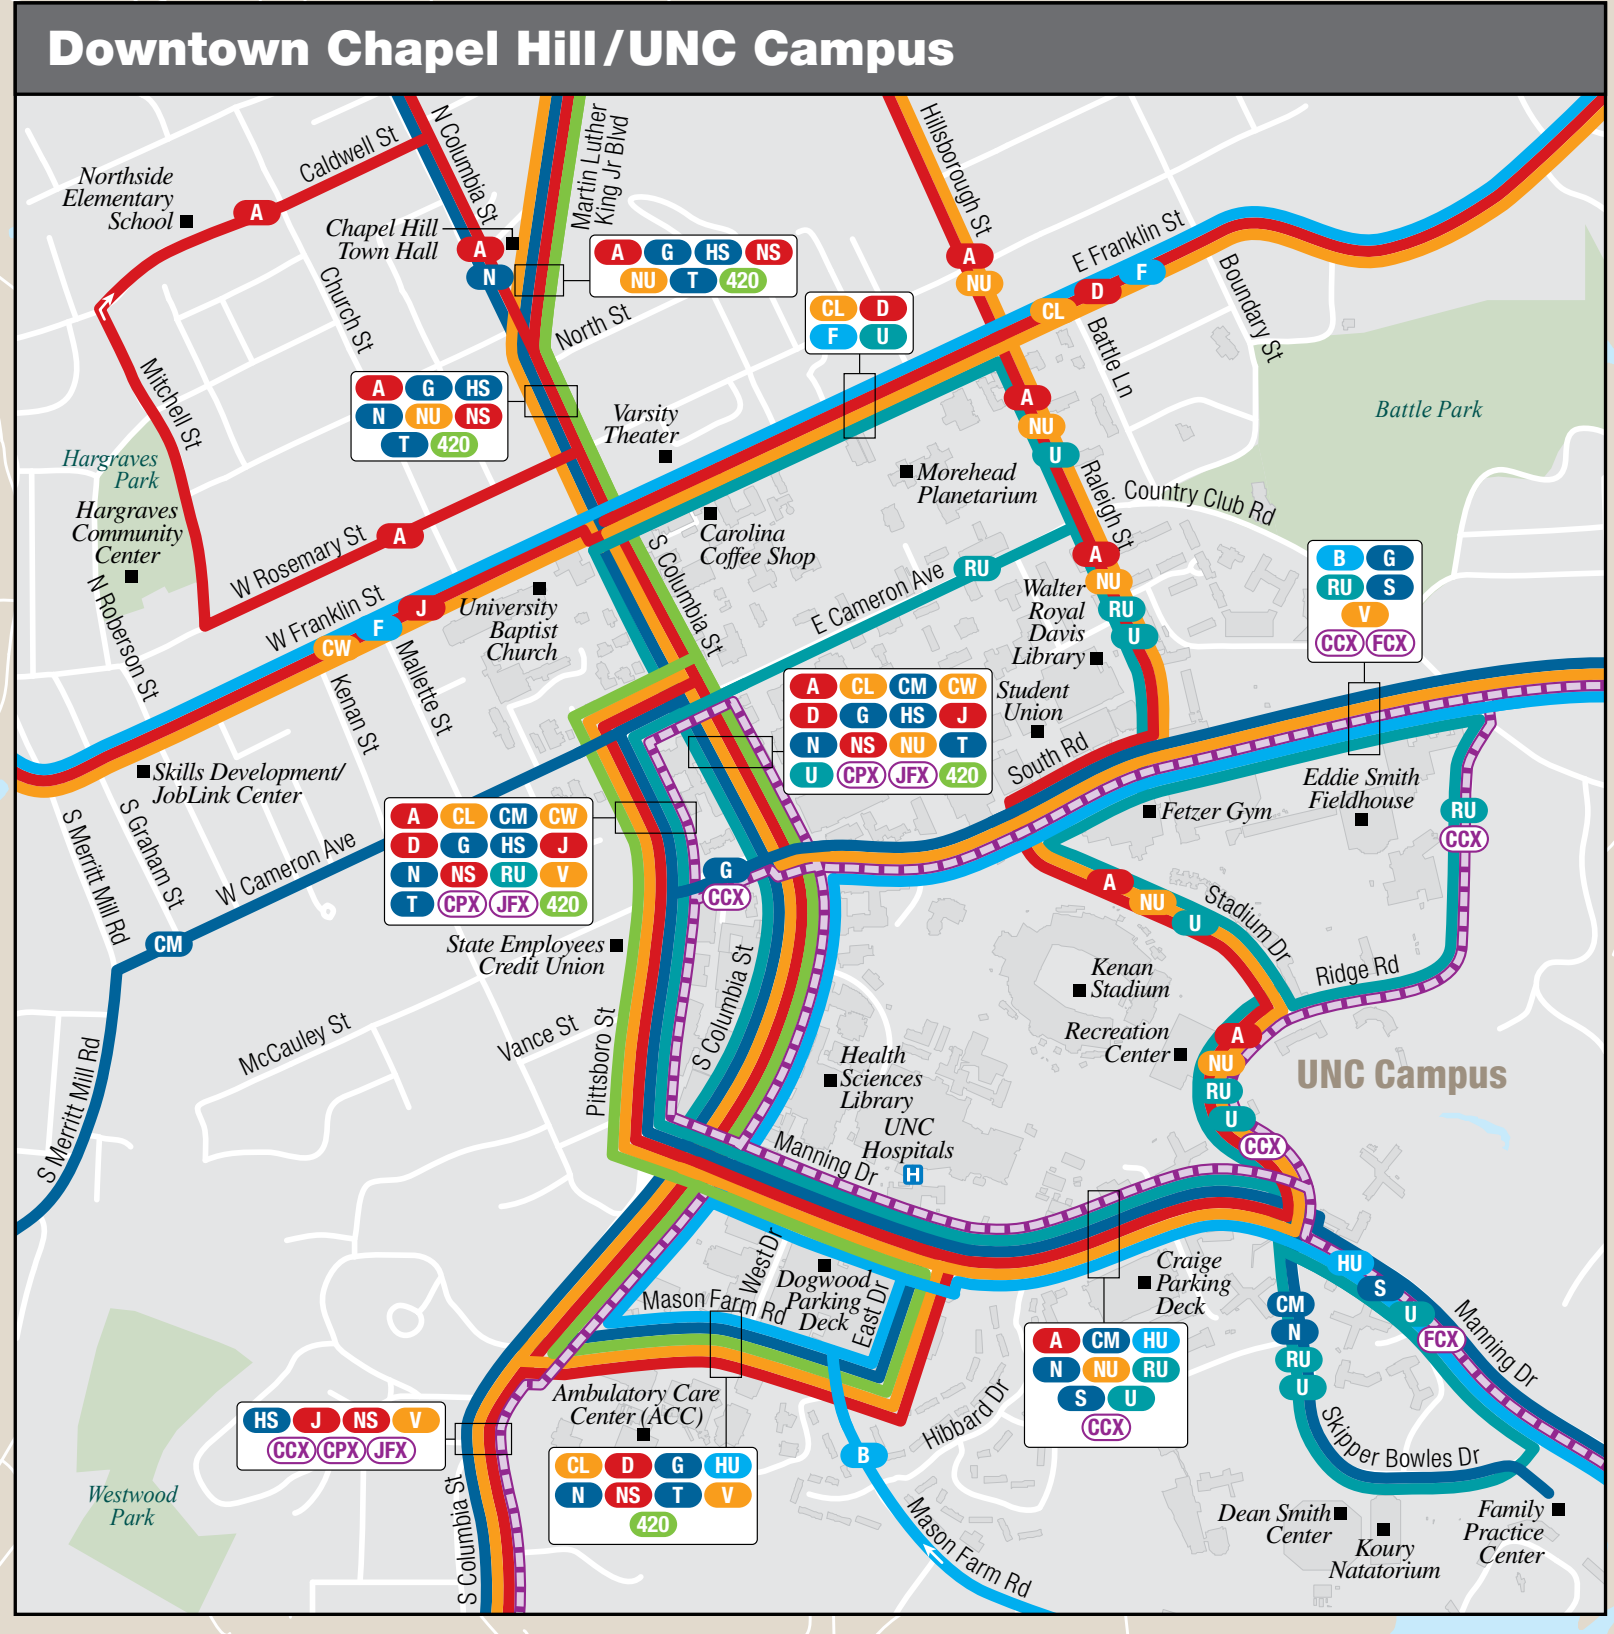 Downtown Chapel Hill/UNC Campus
N Columbia St
Martin Luther
King Jr Blvd
Hillsborough St
Caldwell St
Northside
Elementary
School
A
Chapel Hill
Town Hall
A
N
A G HS NS
NU T 420
A
NU
E Franklin St
F
D
CL
Boundary St
Church St
North St
CL D
F U
Battle Ln
Mitchell St
A G HS
N NU NS
T 420
Varsity
Theater
A
NU
U
Battle Park
Hargraves
Park
Hargraves
Community
Center
Morehead
Planetarium
Raleigh St
Country Club Rd
W Rosemary St
A
Carolina
Coffee Shop
S Columbia St
E Cameron Ave
RU
A
NU
RU
U
Walter
Royal
Davis
Library
B G
RU S
V
CCX FCX
N Roberson St
W Franklin St
J
F
CW
University
Baptist
Church
Mallette St
Kenan St
A CL CM CW
D G HS J
N NS NU T
U CPX JFX 420
Student
Union
South Rd
Skills Development/
JobLink Center
Fetzer Gym
Eddie Smith
Fieldhouse
RU
CCX
S Merritt Mill Rd
S Graham St
W Cameron Ave
CM
A CL CM CW
D G HS J
N NS RU V
T CPX JFX 420
G
CCX
A
NU
U
Stadium Dr
State Employees
Credit Union
S Columbia St
Kenan
Stadium
Ridge Rd
McCauley St
Vance St
Pittsboro St
Recreation
Center
A
NU
RU
U
CCX
UNC Campus
S Merritt Mill Rd
Health
Sciences
Library
UNC
Hospitals
H
Manning Dr
West Dr
Dogwood
Parking
Deck
East Dr
Mason Farm Rd
Craige
Parking
Deck
HU
S
U
FCX
Manning Dr
CM
N
RU
U
A CM HU
N NU RU
S U
CCX
Ambulatory Care
Center (ACC)
HS J NS V
CCX CPX JFX
CL D G HU
N NS T V
420
B
Hibbard Dr
Skipper Bowles Dr
Westwood
Park
S Columbia St
Mason Farm Rd
Dean Smith
Center
Koury
Natatorium
Family
Practice
Center